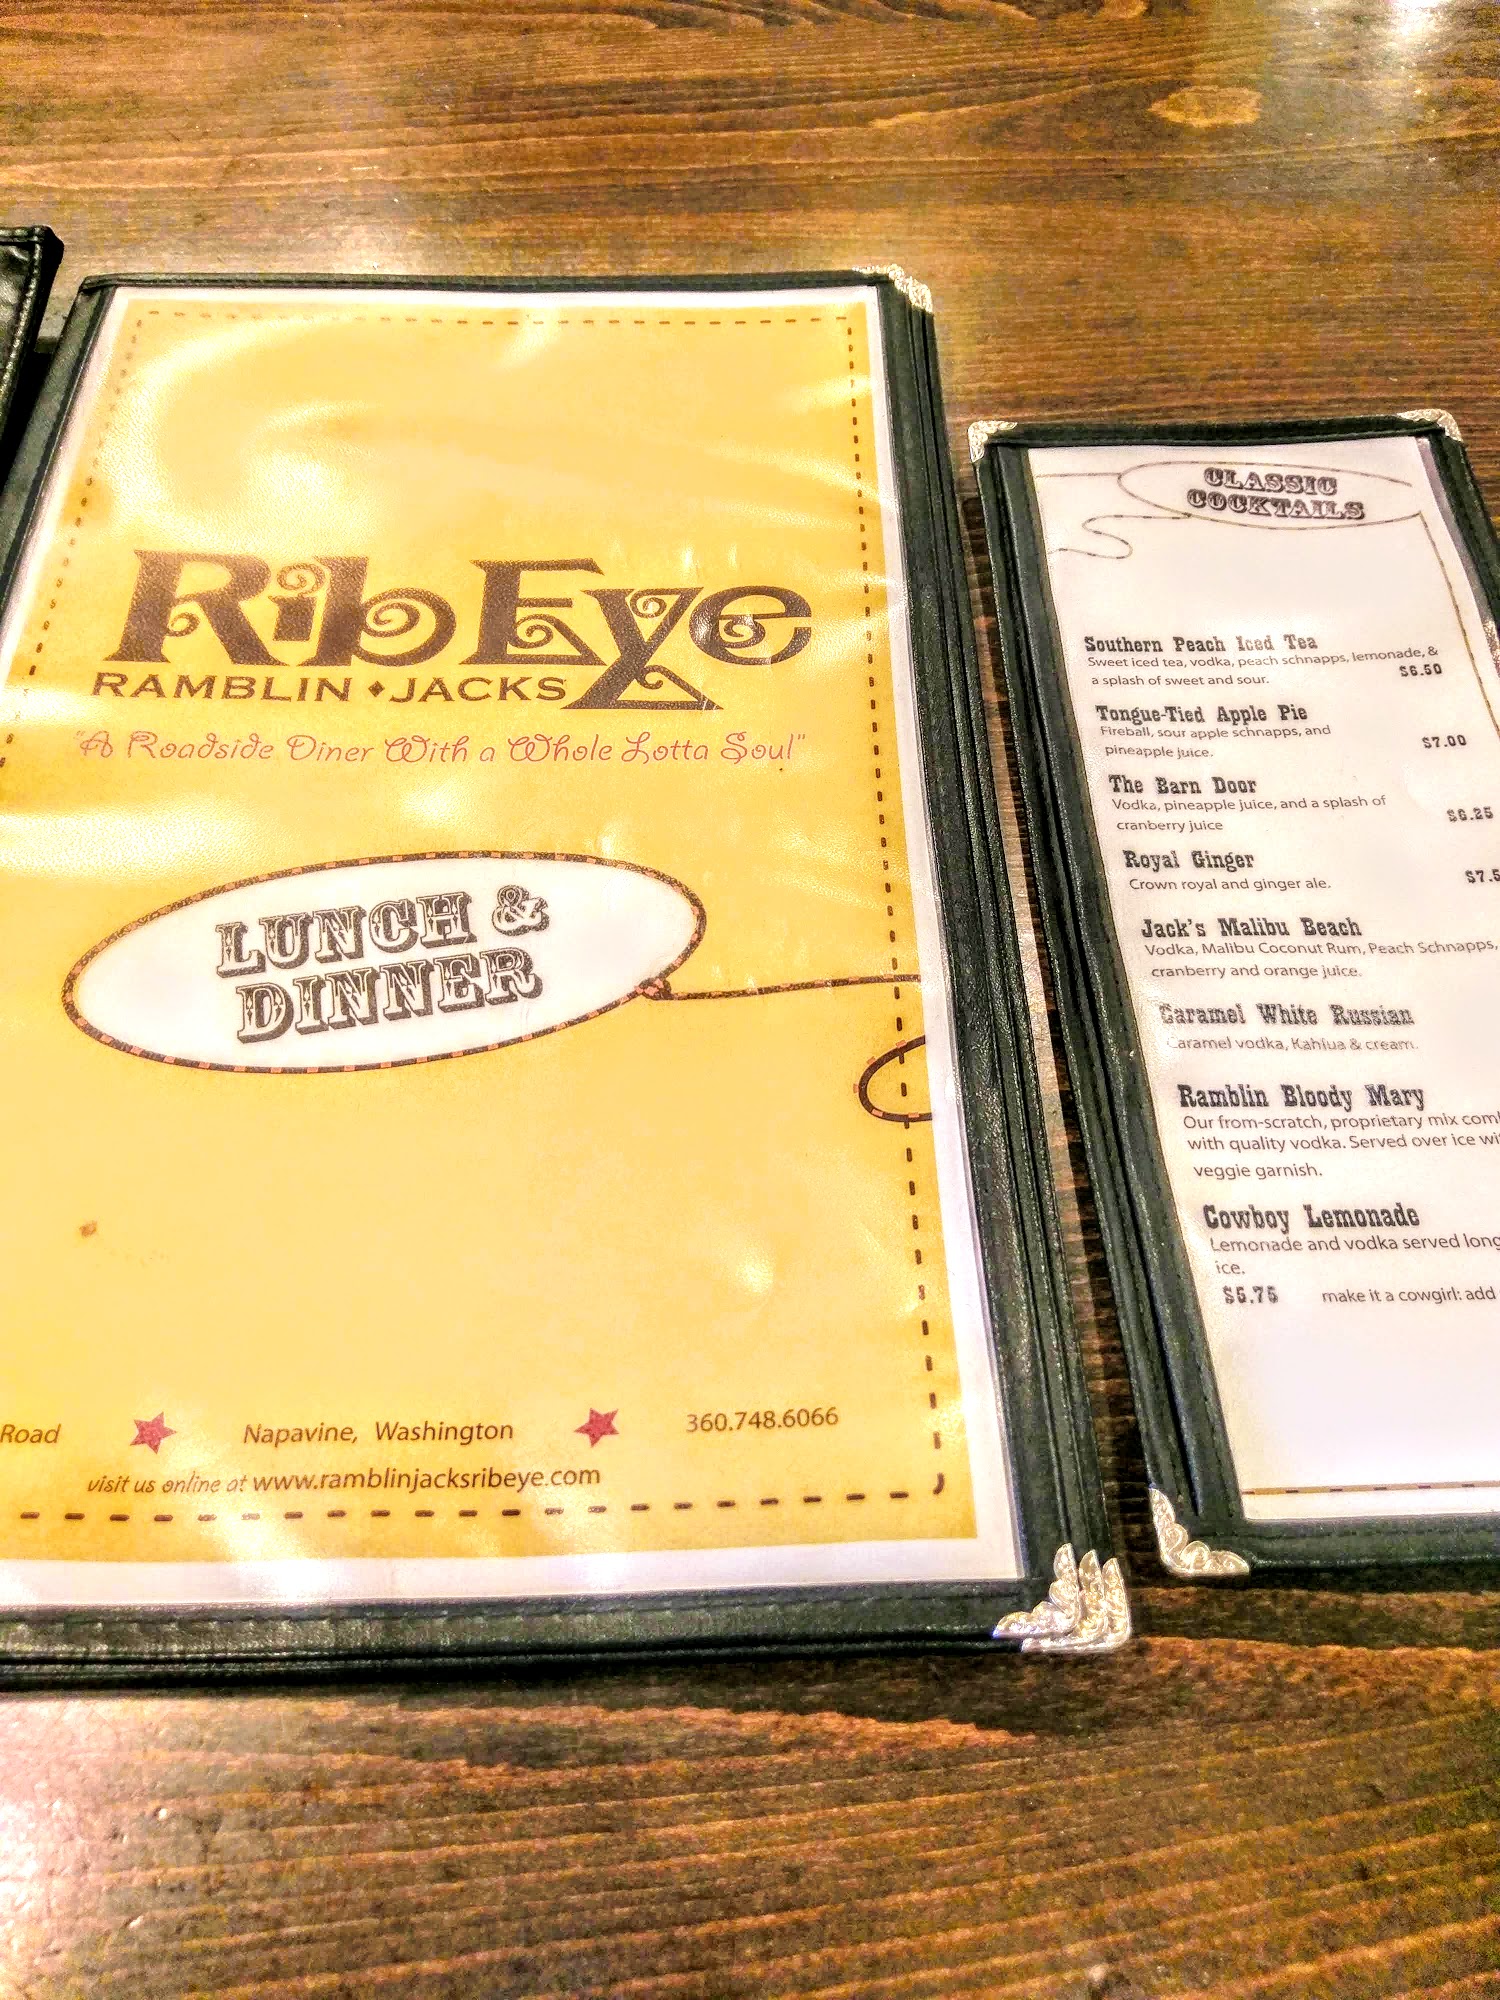 RibEye
RAMBLIN ♦ JACKS
"A Roadside Diner With a Whole Lotta Soul"
LUNCH &
DINNER
Road ★ Napavine, Washington ★ 360.748.6066
visit us online at www.ramblinjacksribeye.com
CLASSIC
COCKTAILS
Southern Peach Iced Tea
Sweet iced tea, vodka, peach schnapps, lemonade, &
a splash of sweet and sour. $6.50
Tongue-Tied Apple Pie
Fireball, sour apple schnapps, and
pineapple juice. $7.00
The Barn Door
Vodka, pineapple juice, and a splash of
cranberry juice $6.25
Royal Ginger
Crown royal and ginger ale. $7.5
Jack's Malibu Beach
Vodka, Malibu Coconut Rum, Peach Schnapps,
cranberry and orange juice.
Caramel White Russian
Caramel vodka, Kahlua & cream.
Ramblin Bloody Mary
Our from-scratch, proprietary mix
with quality vodka. Served over ice
veggie garnish.
Cowboy Lemonade
Lemonade and vodka served long
ice.
$5.75 make it a cowgirl: add